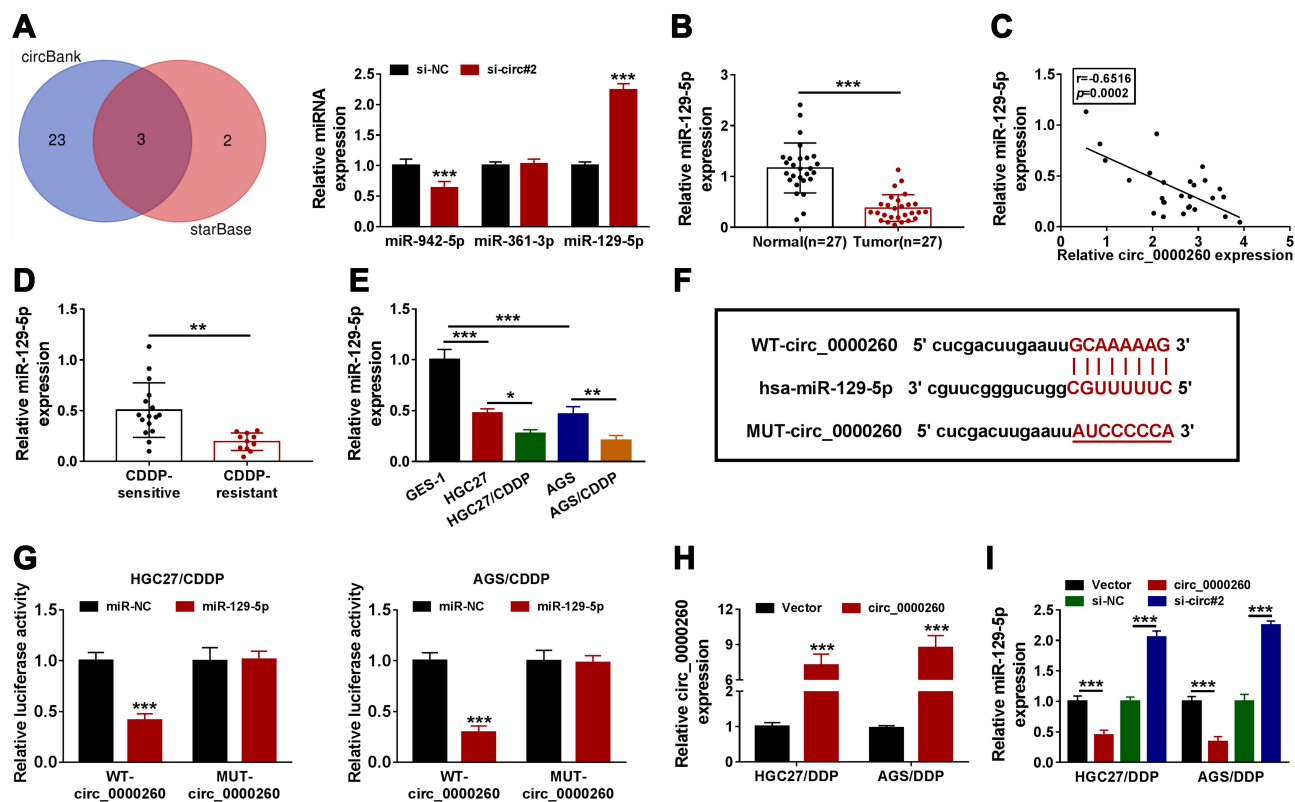 A
circBank
23
3
2
starBase
si-NC
si-circ#2
Relative miRNA
expression
2.5
2.0
1.5
1.0
0.5
0.0
***
***
miR-942-5p
miR-361-3p
miR-129-5p
B
Relative miR-129-5p
expression
3
2
1
0
***
Normal(n=27)
Tumor(n=27)
C
Relative miR-129-5p
expression
1.5
1.0
0.5
0.0
r=-0.6516
p=0.0002
0
1
2
3
4
5
Relative circ_0000260 expression
D
Relative miR-129-5p
expression
1.5
1.0
0.5
0.0
**
CDDP-
sensitive
CDDP-
resistant
E
Relative miR-129-5p
expression
1.5
1.0
0.5
0.0
***
***
*
**
GES-1
HGC27
HGC27/CDDP
AGS
AGS/CDDP
F
WT-circ_0000260 5' cucgacuugaauuGCAAAAAG 3'
hsa-miR-129-5p 3' cguucgggucuggCGUUUUUC 5'
MUT-circ_0000260 5' cucgacuugaauuAUCCCCCA 3'
G
HGC27/CDDP
Relative luciferase activity
miR-NC
miR-129-5p
1.5
1.0
0.5
0.0
***
WT-
circ_0000260
MUT-
circ_0000260
AGS/CDDP
Relative luciferase activity
miR-NC
miR-129-5p
1.5
1.0
0.5
0.0
***
WT-
circ_0000260
MUT-
circ_0000260
H
Relative circ_0000260
expression
Vector
circ_0000260
12
9
6
2
1
0
***
***
HGC27/DDP
AGS/DDP
I
Vector
circ_0000260
si-NC
si-circ#2
Relative miR-129-5p
expression
2.5
2.0
1.5
1.0
0.5
0.0
***
***
***
***
HGC27/DDP
AGS/DDP